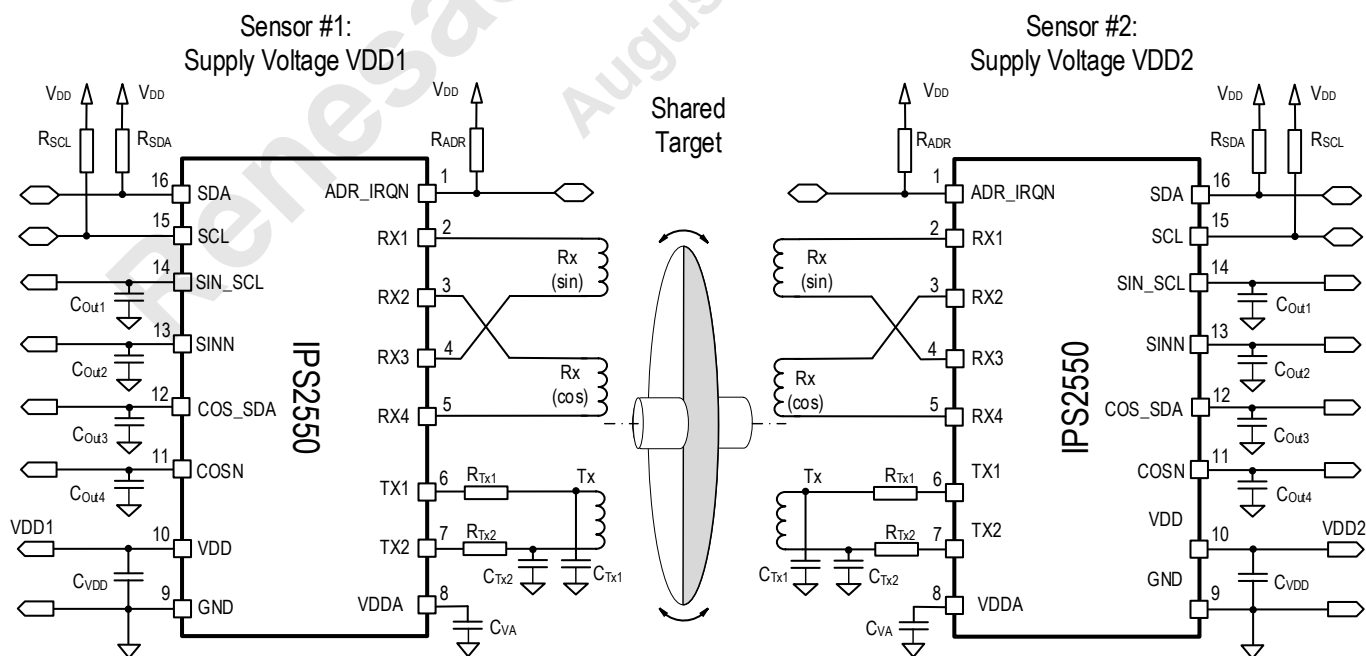 Sensor #1:
Supply Voltage VDD1
Sensor #2:
Supply Voltage VDD2
Shared
Target
VDD
VDD
RSCL
RSDA
VDD
RADR
16
SDA
15
SCL
14
SIN_SCL
COut1
13
SINN
COut2
12
COS_SDA
COut3
11
COSN
COut4
VDD1
10
VDD
CVDD
9
GND
IPS2550
1
ADR_IRQN
2
RX1
Rx
(sin)
3
RX2
4
RX3
Rx
(cos)
5
RX4
6
TX1
RTx1
Tx
7
TX2
RTx2
CTx2
CTx1
8
VDDA
CVA
VDD
RADR
VDD
VDD
RSDA
RSCL
1
ADR_IRQN
2
RX1
Rx
(sin)
3
RX2
4
RX3
Rx
(cos)
5
RX4
TX1
6
RTx1
Tx
TX2
7
RTx2
CTx1
CTx2
8
VDDA
CVA
IPS2550
16
SDA
15
SCL
14
SIN_SCL
COut1
13
SINN
COut2
12
COS_SDA
COut3
11
COSN
COut4
VDD
10
VDD2
CVDD
GND
9